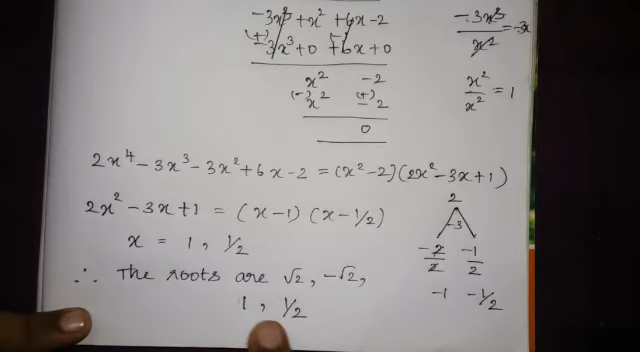 -3x³ + x² + 6x - 2
(+) (-)
-3x³ + 0 + 6x + 0
x² - 2
(-) (+)
x² - 2
0
-3x³/x² = -3x
x²/x² = 1
2x⁴ - 3x³ - 3x² + 6x - 2 = (x² - 2)(2x² - 3x + 1)
2x² - 3x + 1 = (x - 1) (x - 1/2)
x = 1, 1/2
2
-3
-2/2 -1/2
-1 -1/2
∴ The roots are √2, -√2,
1, 1/2